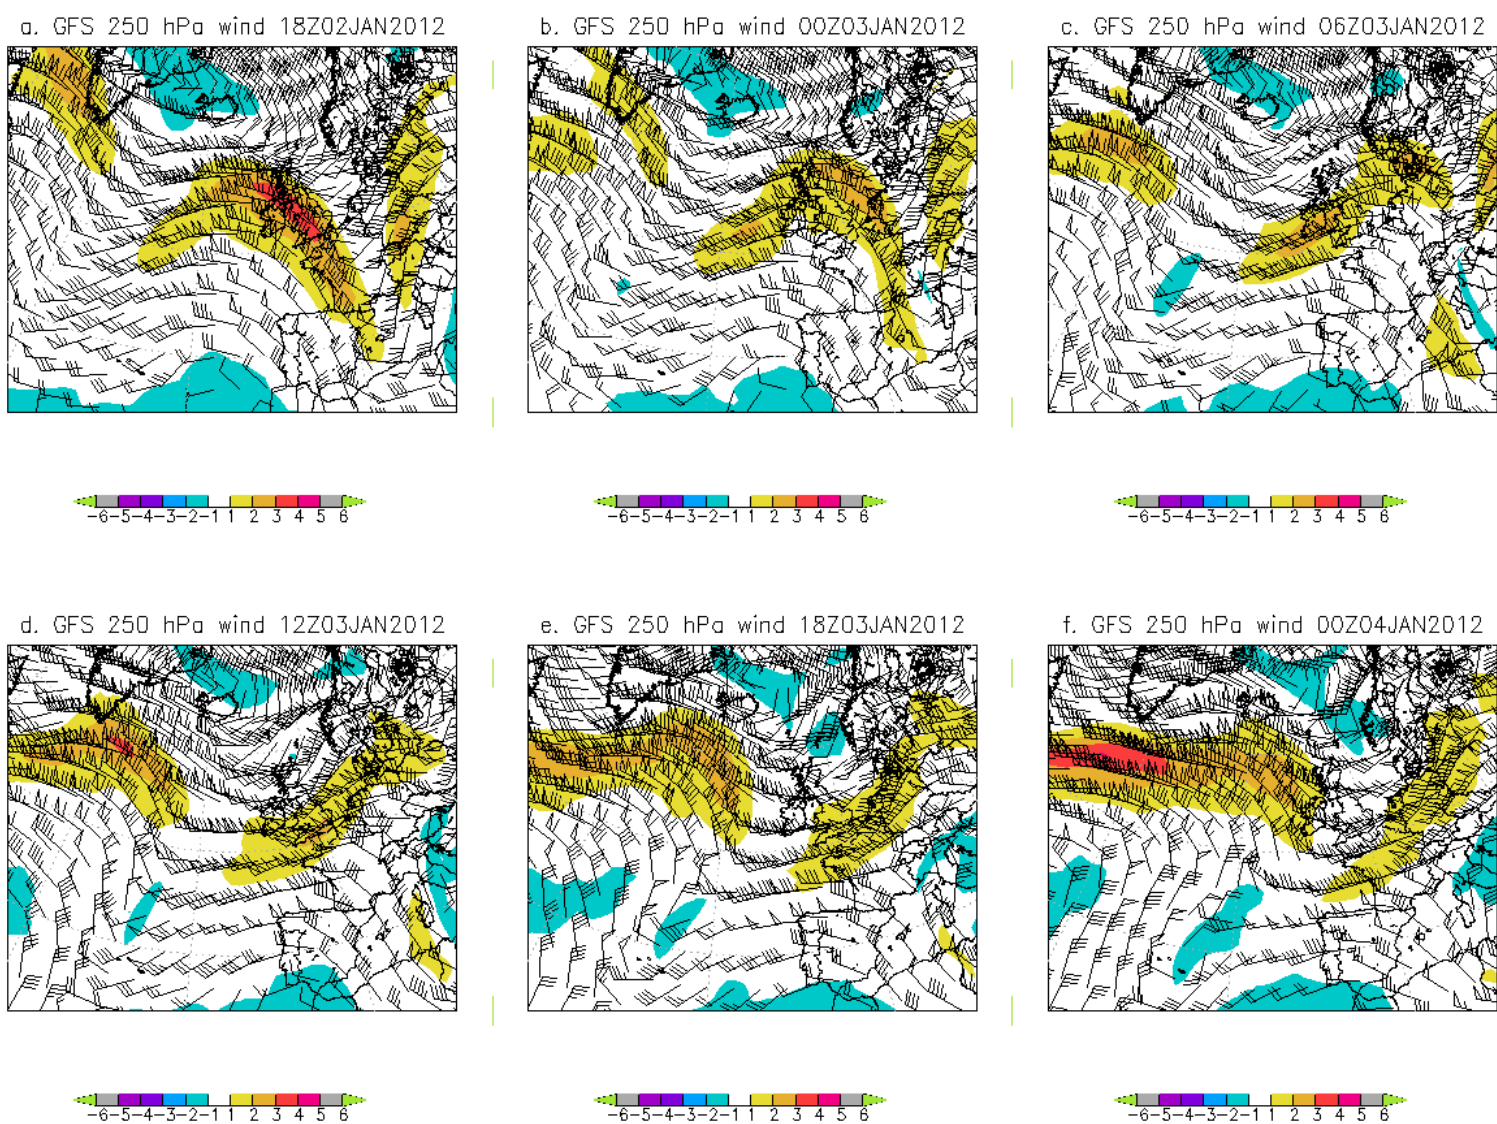 a. GFS 250 hPa wind 18Z02JAN2012
b. GFS 250 hPa wind 00Z03JAN2012
c. GFS 250 hPa wind 06Z03JAN2012
-6-5-4-3-2-1 1 2 3 4 5 6
-6-5-4-3-2-1 1 2 3 4 5 6
-6-5-4-3-2-1 1 2 3 4 5 6
d. GFS 250 hPa wind 12Z03JAN2012
e. GFS 250 hPa wind 18Z03JAN2012
f. GFS 250 hPa wind 00Z04JAN2012
-6-5-4-3-2-1 1 2 3 4 5 6
-6-5-4-3-2-1 1 2 3 4 5 6
-6-5-4-3-2-1 1 2 3 4 5 6